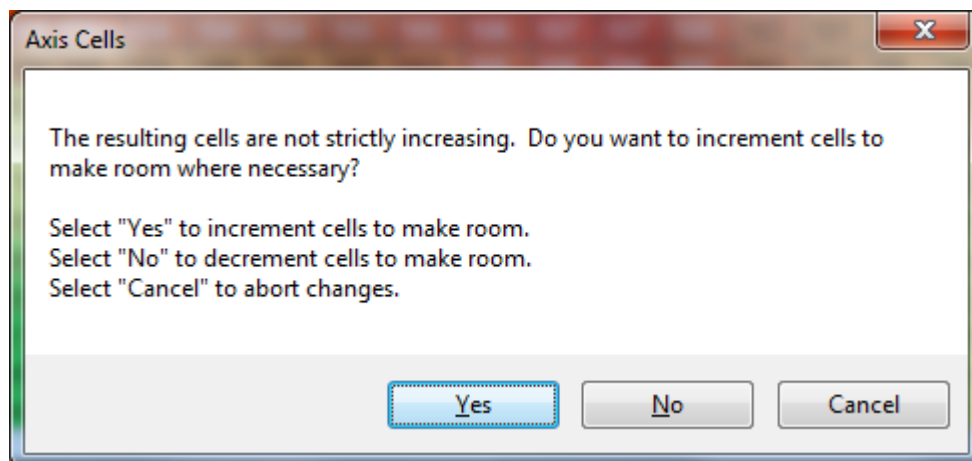 Axis Cells
The resulting cells are not strictly increasing.  Do you want to increment cells to
make room where necessary?
Select "Yes" to increment cells to make room.
Select "No" to decrement cells to make room.
Select "Cancel" to abort changes.
Yes
No
Cancel